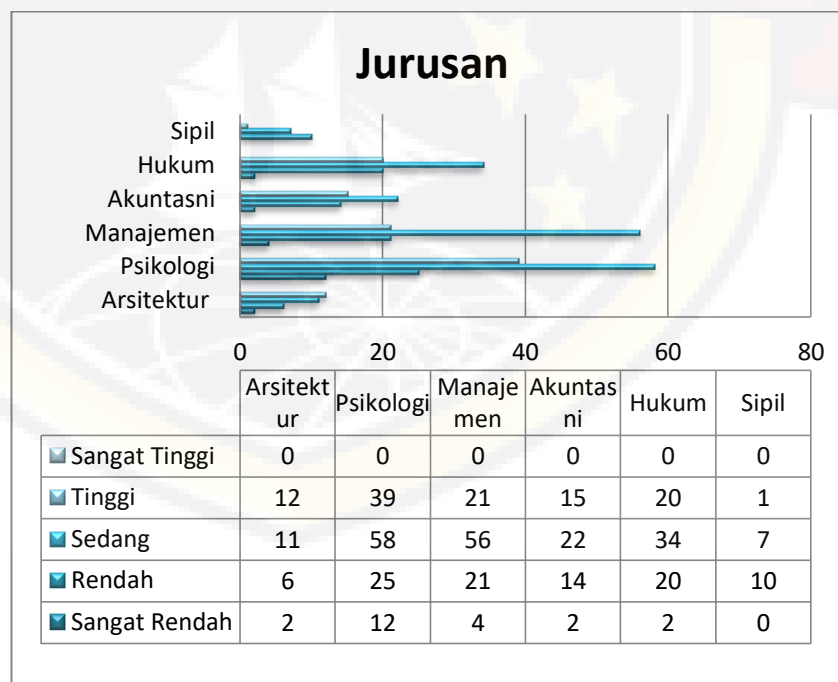 Jurusan
Sipil
Hukum
Akuntasni
Manajemen
Psikologi
Arsitektur
0 20 40 60 80
Arsitekt
ur
Psikologi
Manaje
men
Akuntas
ni
Hukum
Sipil
Sangat Tinggi 0 0 0 0 0 0
Tinggi 12 39 21 15 20 1
Sedang 11 58 56 22 34 7
Rendah 6 25 21 14 20 10
Sangat Rendah 2 12 4 2 2 0